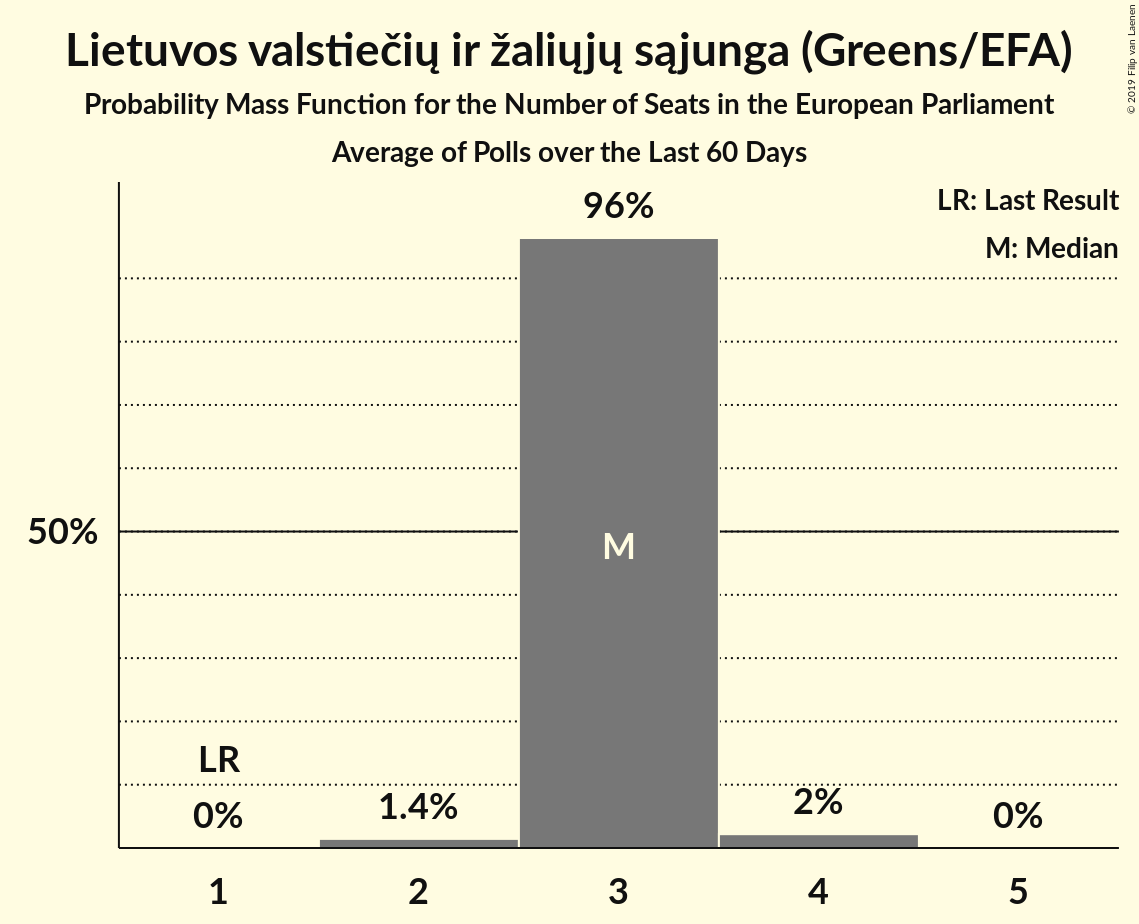 Lietuvos valstiečių ir žaliųjų sąjunga (Greens/EFA)
Probability Mass Function for the Number of Seats in the European Parliament
Average of Polls over the Last 60 Days
© 2019 Filip van Laenen
LR: Last Result
M: Median
96%
50%
M
LR
0%
1.4%
2%
0%
1
2
3
4
5